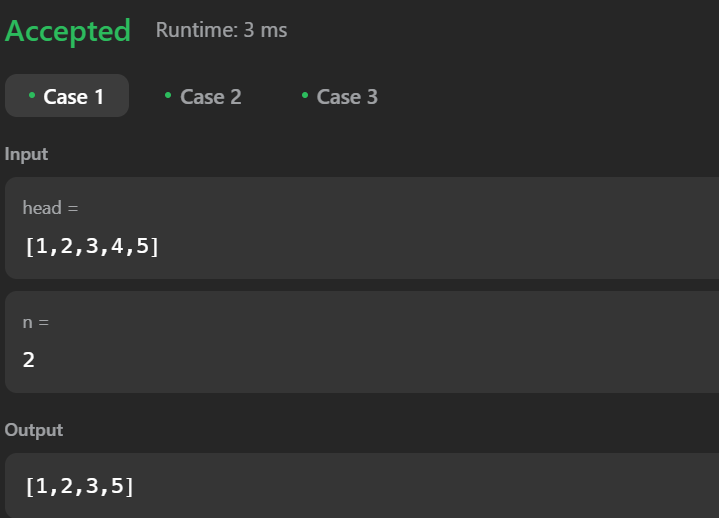 Accepted Runtime: 3 ms
Case 1 Case 2 Case 3
Input
head =
[1,2,3,4,5]
n =
2
Output
[1,2,3,5]